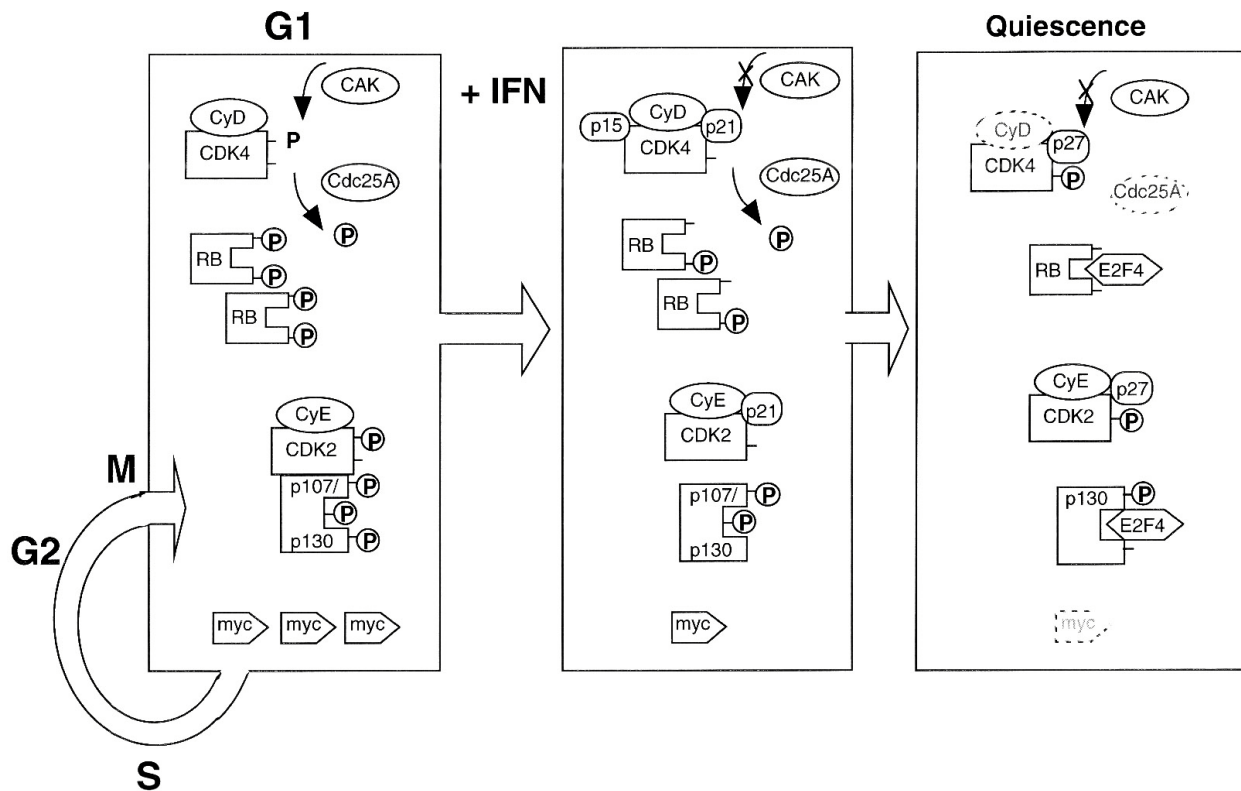 G1
CAK
CyD
P
CDK4
Cdc25A
P
RB
P
P
RB
P
P
CyE
CDK2
P
p107/
P
P
p130
P
myc
myc
myc
M
G2
S
+ IFN
CAK
p15
CyD
p21
CDK4
Cdc25A
P
RB
P
RB
P
CyE
p21
CDK2
p107/
P
P
p130
myc
Quiescence
CAK
CyD
p27
CDK4
P
Cdc25A
RB
E2F4
CyE
p27
CDK2
P
p130
P
E2F4
myc